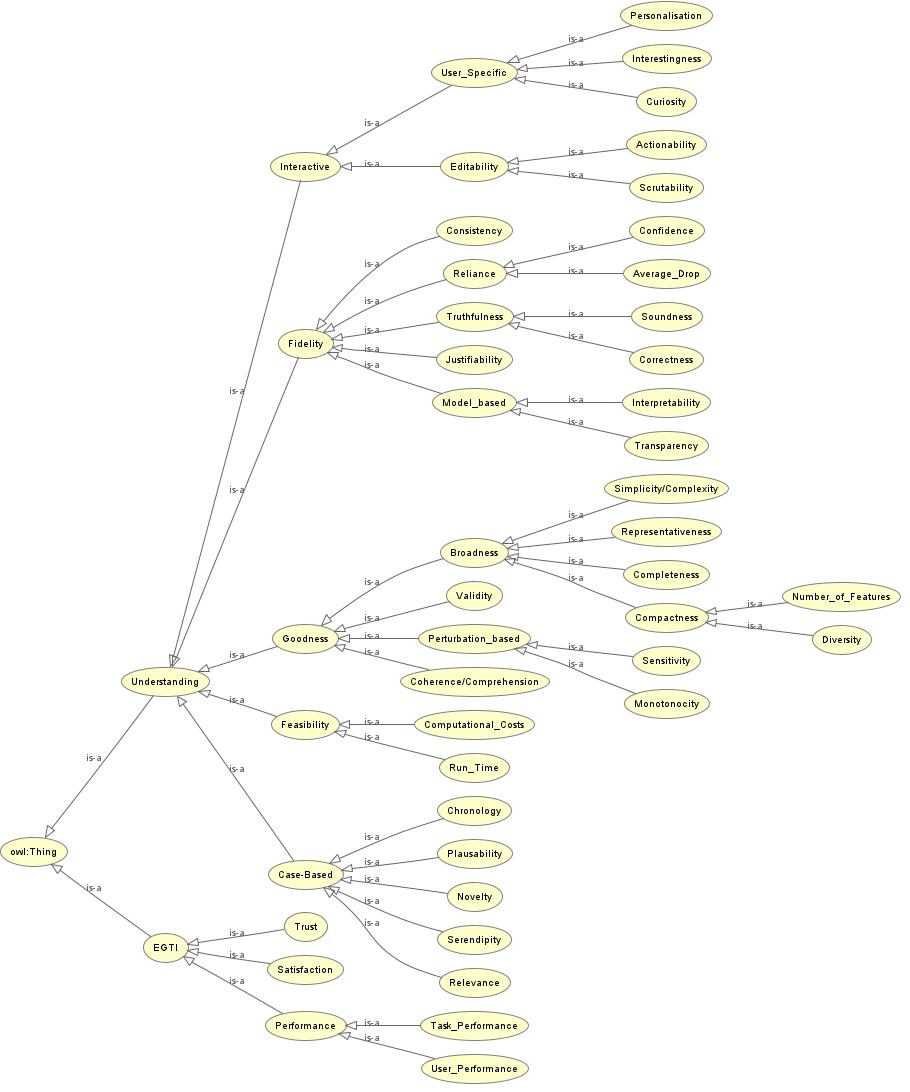 Personalisation
is-a
Interestingness
User_Specific
is-a
is-a
Curiosity
is-a
Actionability
is-a
Interactive
is-a
Editability
is-a
Scrutability
Consistency
Confidence
is-a
is-a
Reliance
is-a
Average_Drop
is-a
Truthfulness
Soundness
is-a
Fidelity
is-a
Justifiability
Correctness
is-a
is-a
Model_based
is-a
Interpretability
is-a
Transparency
is-a
Simplicity/Complexity
is-a
Representativeness
is-a
Broadness
is-a
Completeness
is-a
is-a
Validity
Number_of_Features
is-a
Compactness
is-a
is-a
Goodness
is-a
Perturbation_based
Diversity
is-a
is-a
is-a
Sensitivity
Understanding
Coherence/Comprehension
is-a
is-a
Monotonocity
Feasibility
is-a
Computational_Costs
is-a
is-a
Run_Time
is-a
Chronology
is-a
owl:Thing
Plausability
is-a
Case-Based
is-a
is-a
Novelty
is-a
is-a
Trust
Serendipity
is-a
EGTI
is-a
Satisfaction
is-a
Relevance
Performance
is-a
Task_Performance
is-a
User_Performance